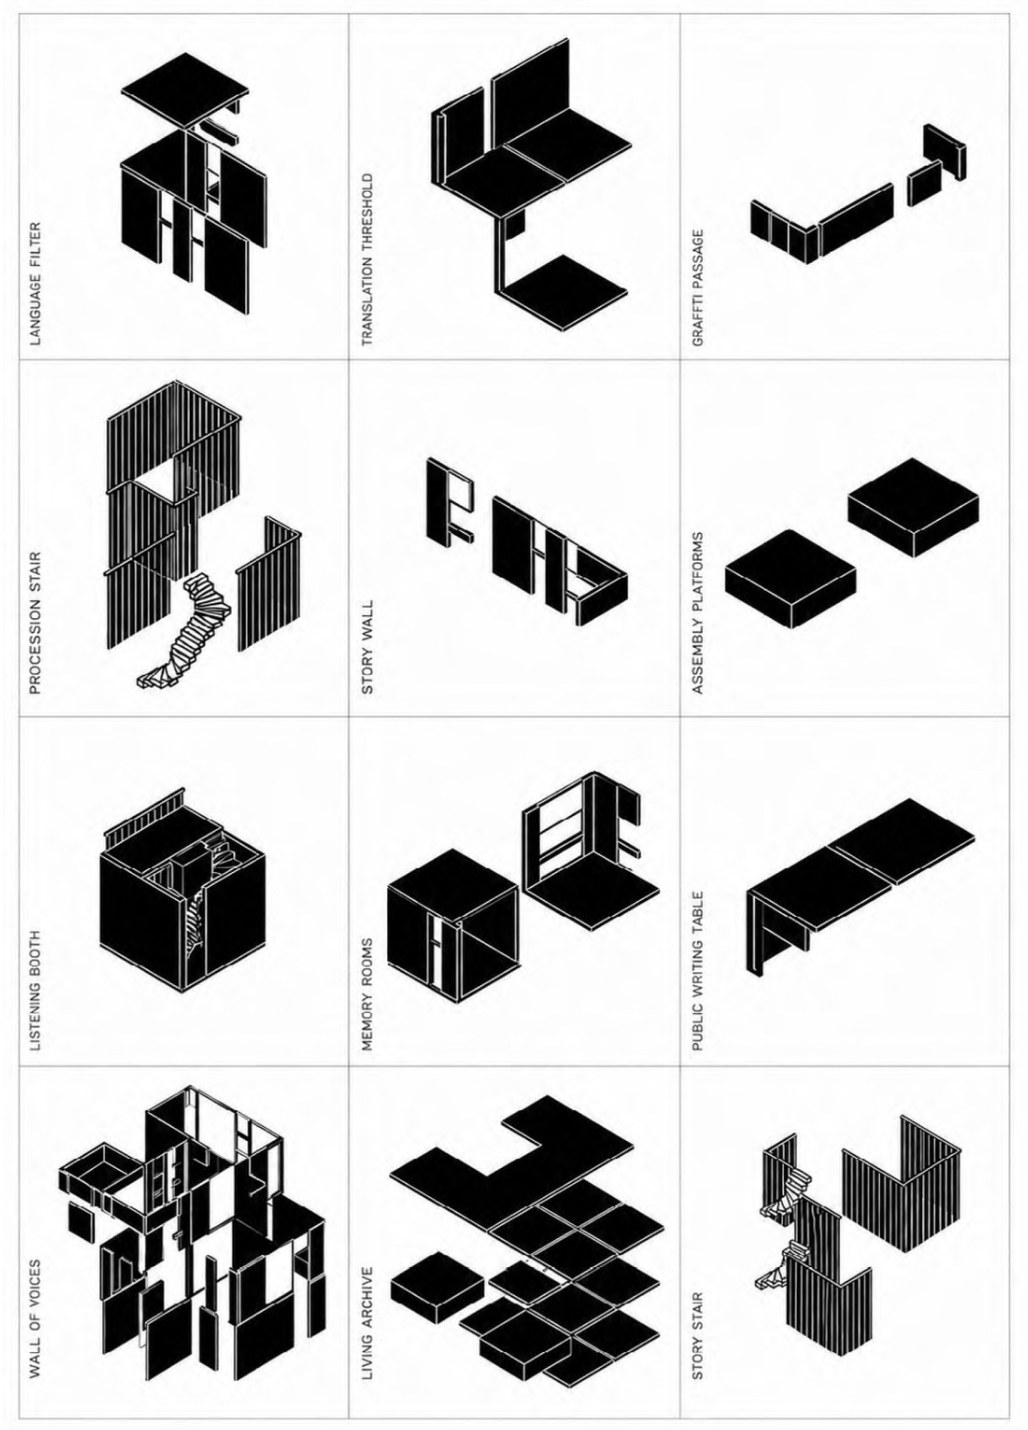 LANGUAGE FILTER
TRANSLATION THRESHOLD
GRAFFTI PASSAGE
PROCESSION STAIR
STORY WALL
ASSEMBLY PLATFORMS
LISTENING BOOTH
MEMORY ROOMS
PUBLIC WRITING TABLE
WALL OF VOICES
LIVING ARCHIVE
STORY STAIR